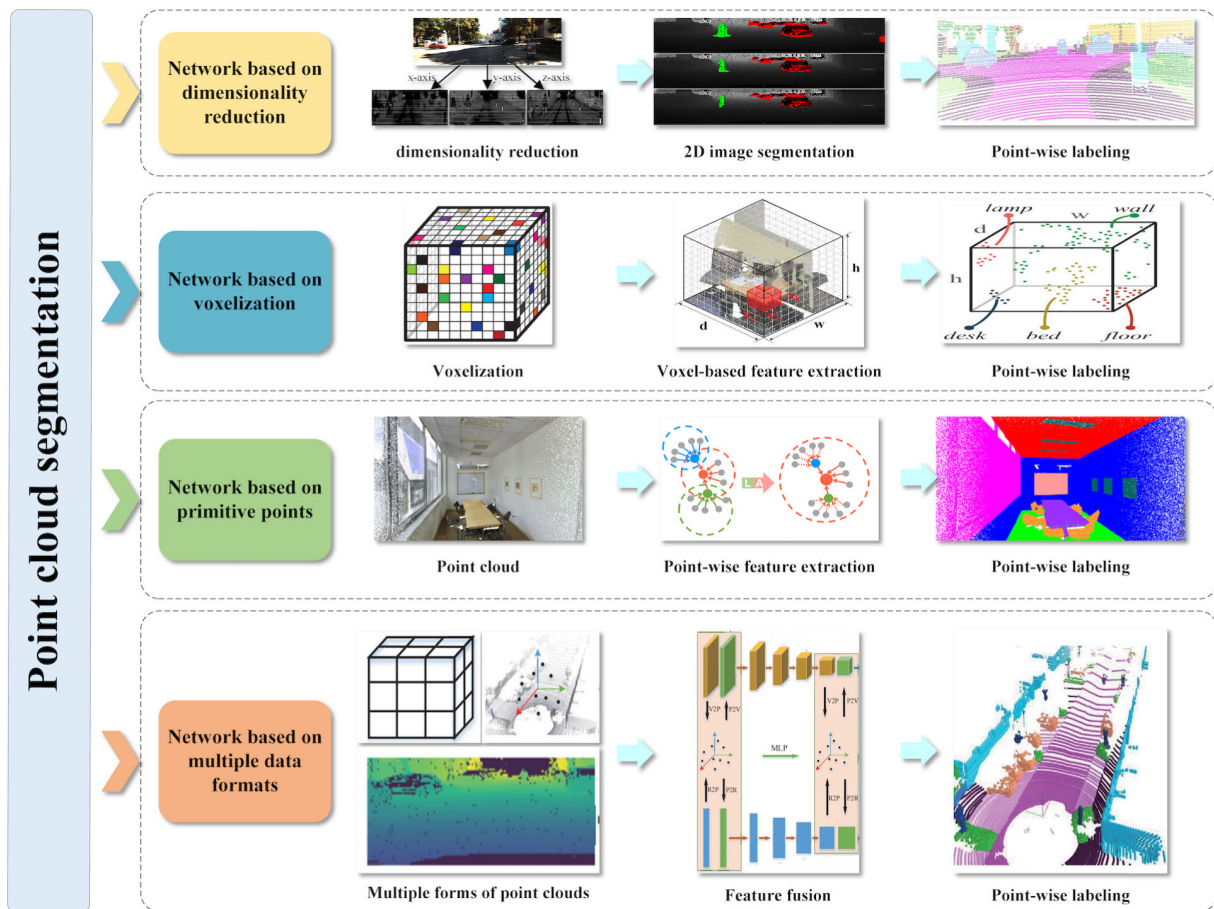 Point cloud segmentation
Network based on
dimensionality
reduction
x-axis
y-axis
z-axis
dimensionality reduction
2D image segmentation
Point-wise labeling
Network based on
voxelization
Voxelization
h
d
w
Voxel-based feature extraction
lamp
w
wall
d
h
desk
bed
floor
Point-wise labeling
Network based on
primitive points
Point cloud
L A
Point-wise feature extraction
Point-wise labeling
Network based on
multiple data
formats
Multiple forms of point clouds
V2P
P2V
V2P
P2V
MLP
R2P
P2R
R2P
P2R
Feature fusion
Point-wise labeling